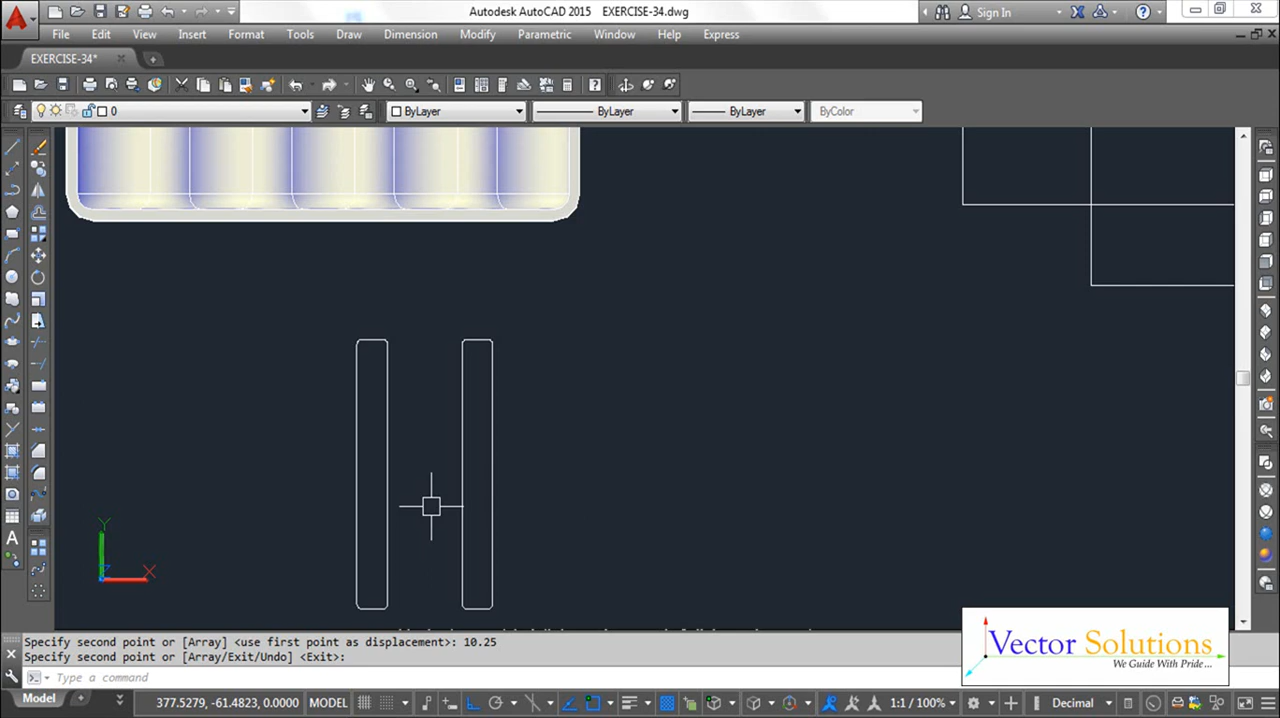 Autodesk AutoCAD 2015 EXERCISE-34.dwg
Sign In
File Edit View Insert Format Tools Draw Dimension Modify Parametric Window Help Express
EXERCISE-34*
0 ByLayer ByLayer ByLayer ByColor
A
Y
X
Specify second point or [Array] <use first point as displacement>: 10.25
Specify second point or [Array/Exit/Undo] <Exit>:
Type a command
Vector Solutions
We Guide With Pride...
Model 377.5279, -61.4823, 0.0000 MODEL 1:1 / 100% Decimal